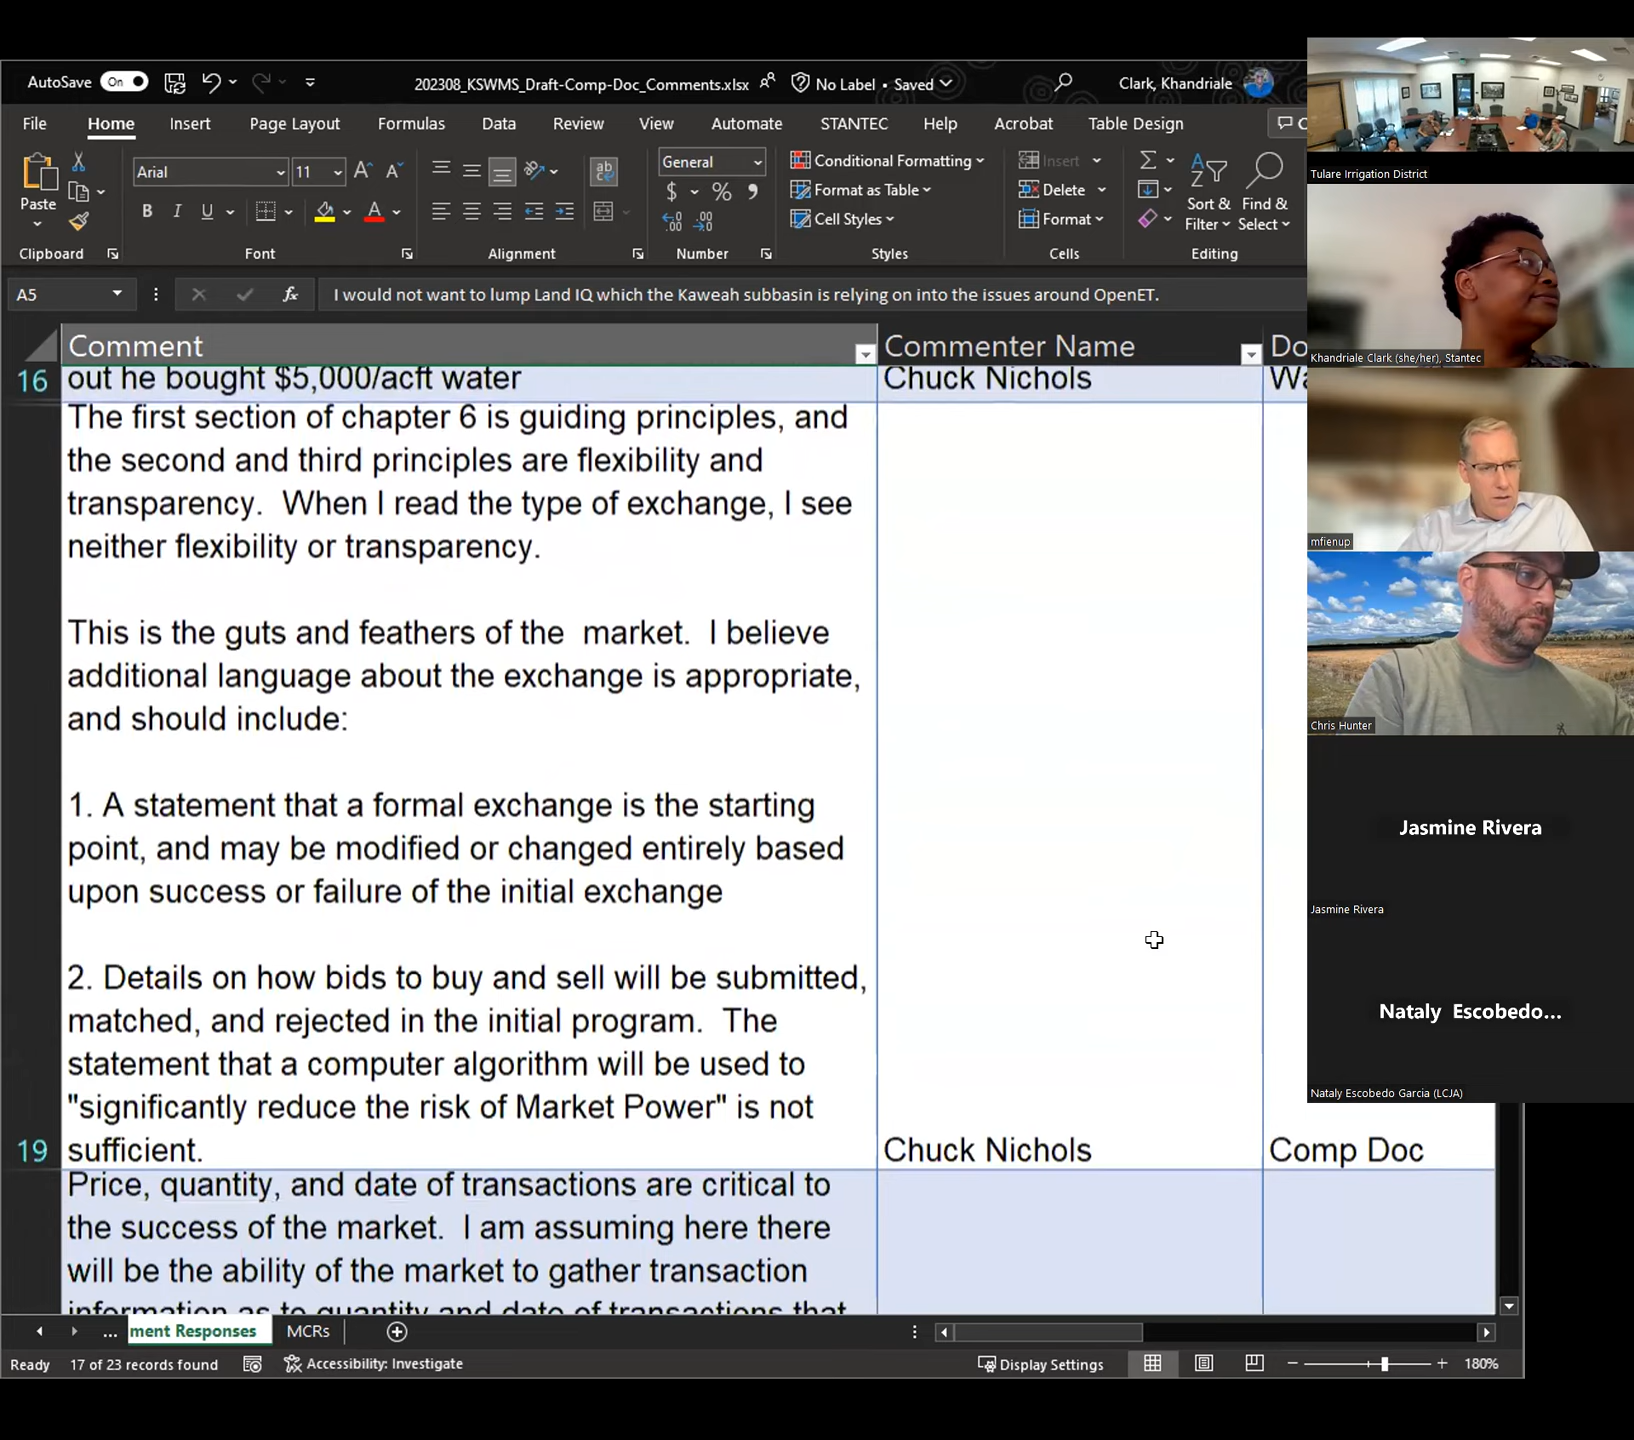 AutoSave On 202308_KSWMS_Draft-Comp-Doc_Comments.xlsx No Label • Saved Clark, Khandriale
File Home Insert Page Layout Formulas Data Review View Automate STANTEC Help Acrobat Table Design
Paste
Clipboard
Arial 11
B I U
Font
Alignment
General
$ % 9
Number
Conditional Formatting
Format as Table
Cell Styles
Styles
Insert
Delete
Format
Cells
Sort &
Filter
Find &
Select
Editing
A5 fx I would not want to lump Land IQ which the Kaweah subbasin is relying on into the issues around OpenET.
Comment Commenter Name Do
16 out he bought $5,000/acft water Chuck Nichols
The first section of chapter 6 is guiding principles, and
the second and third principles are flexibility and
transparency.  When I read the type of exchange, I see
neither flexibility or transparency.
This is the guts and feathers of the  market.  I believe
additional language about the exchange is appropriate,
and should include:
1. A statement that a formal exchange is the starting
point, and may be modified or changed entirely based
upon success or failure of the initial exchange
2. Details on how bids to buy and sell will be submitted,
matched, and rejected in the initial program.  The
statement that a computer algorithm will be used to
"significantly reduce the risk of Market Power" is not
19 sufficient. Chuck Nichols Comp Doc
Price, quantity, and date of transactions are critical to
the success of the market.  I am assuming here there
will be the ability of the market to gather transaction
information as to quantity and date of transactions that
... ment Responses MCRs
Ready 17 of 23 records found Accessibility: Investigate Display Settings 180%
Tulare Irrigation District
Khandriale Clark (she/her), Stantec
mfienup
Chris Hunter
Jasmine Rivera
Jasmine Rivera
Nataly Escobedo...
Nataly Escobedo Garcia (LCJA)